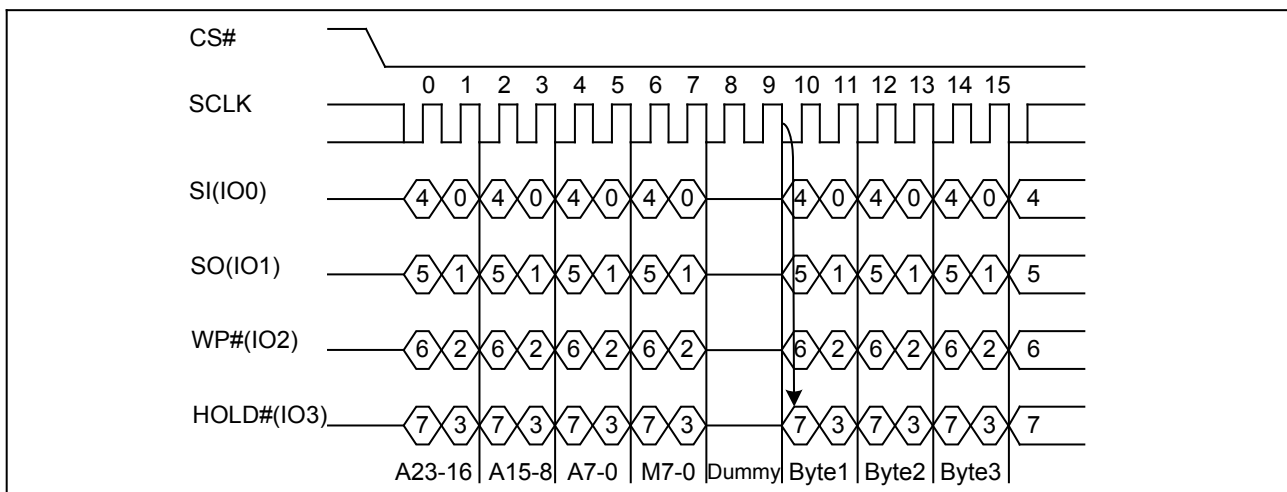 CS#
0 1 2 3 4 5 6 7 8 9 10 11 12 13 14 15
SCLK
SI(IO0) 4 0 4 0 4 0 4 0 4 0 4 0 4 0 4
SO(IO1) 5 1 5 1 5 1 5 1 5 1 5 1 5 1 5
WP#(IO2) 6 2 6 2 6 2 6 2 6 2 6 2 6 2 6
HOLD#(IO3) 7 3 7 3 7 3 7 3 7 3 7 3 7 3 7
A23-16 A15-8 A7-0 M7-0 Dummy Byte1 Byte2 Byte3